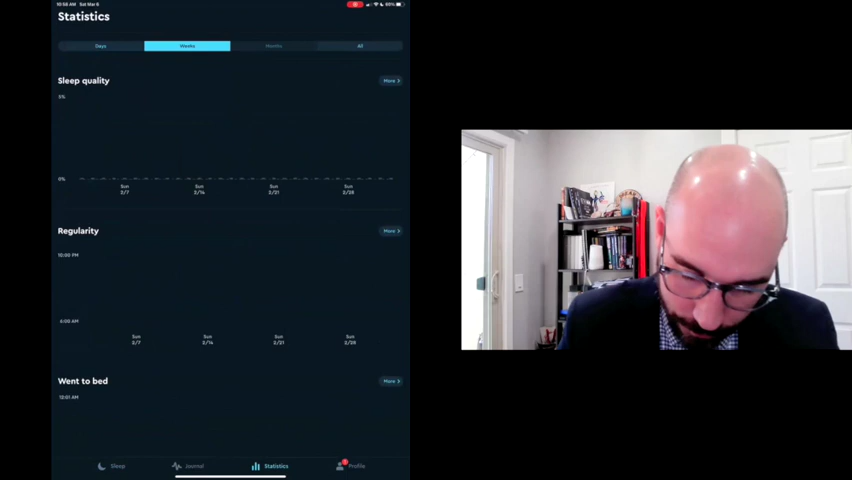 10:56 AM Sat Mar 6
83%
Statistics
Days Weeks Months All
Sleep quality More >
5%
0%
Sun Sun Sun Sun
2/7 2/14 2/21 2/28
Regularity More >
10:00 PM
6:00 AM
Sun Sun Sun Sun
2/7 2/14 2/21 2/28
Went to bed More >
12:01 AM
Sleep Journal Statistics Profile
1